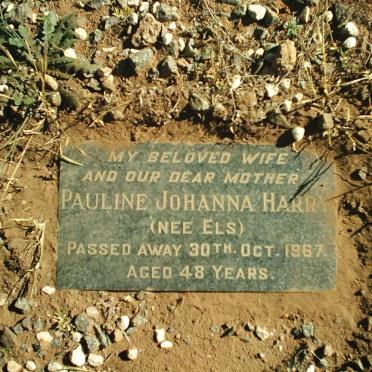 MY BELOVED WIFE
AND OUR DEAR MOTHER
PAULINE JOHANNA HARRY
(NEE ELS)
PASSED AWAY 30TH. OCT. 1967.
AGED 48 YEARS.